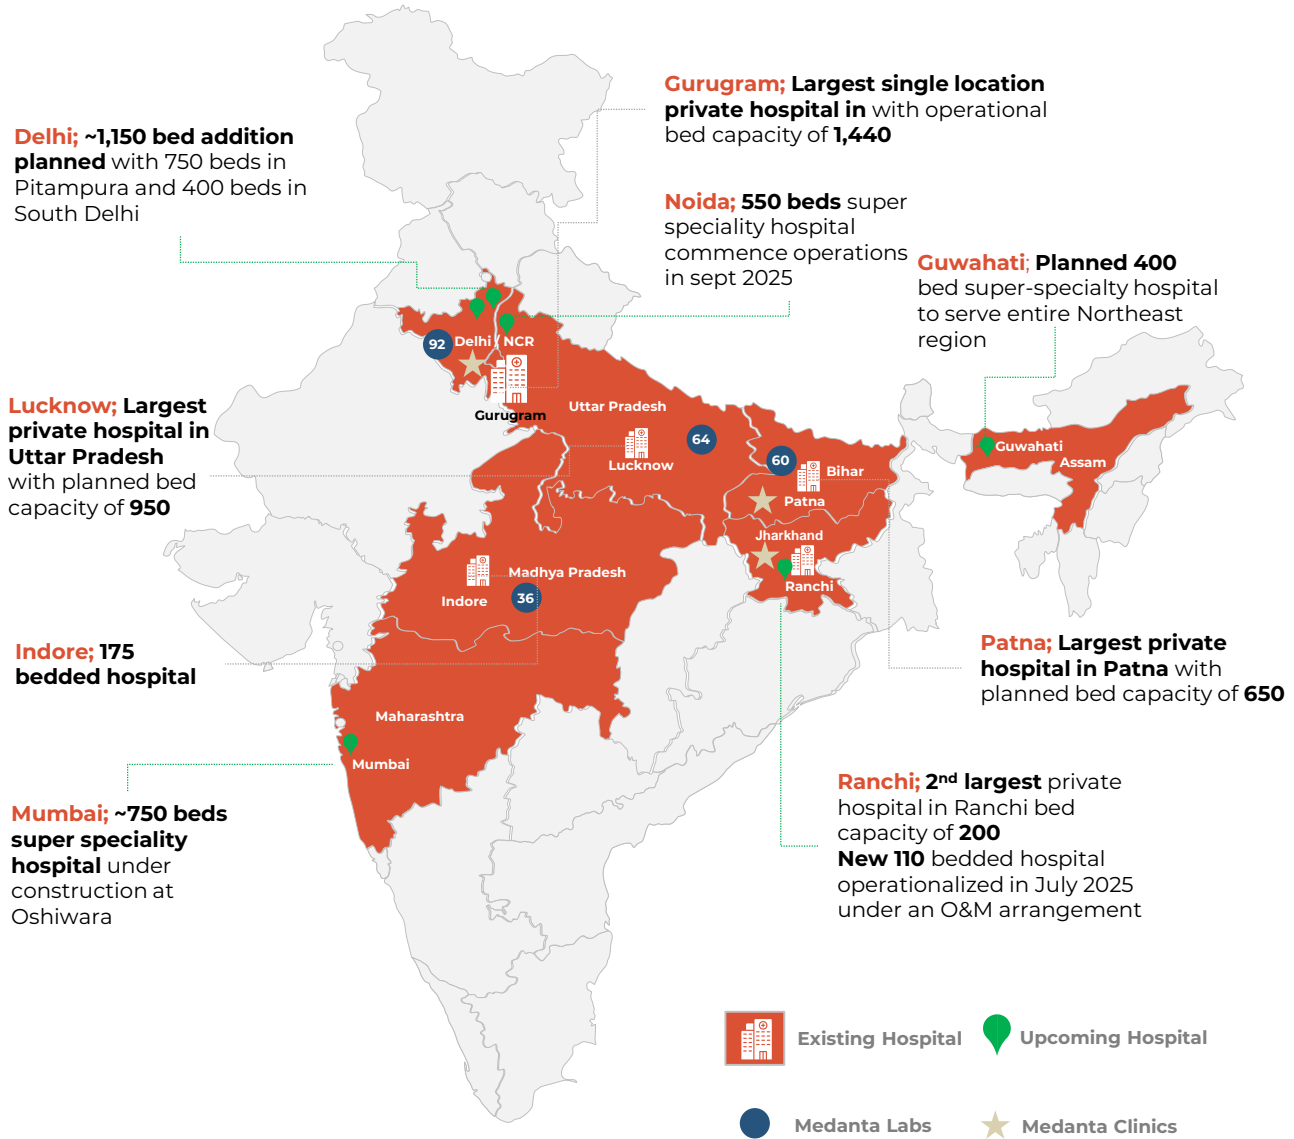 Gurugram; Largest single location
private hospital in with operational
bed capacity of 1,440
Delhi; ~1,150 bed addition
planned with 750 beds in
Pitampura and 400 beds in
South Delhi
Noida; 550 beds super
speciality hospital
commence operations
in sept 2025
Guwahati; Planned 400
bed super-specialty hospital
to serve entire Northeast
region
92
Delhi / NCR
Gurugram
Lucknow; Largest
private hospital in
Uttar Pradesh
with planned bed
capacity of 950
Uttar Pradesh
64
Lucknow
60
Bihar
Patna
Guwahati
Assam
Jharkhand
Ranchi
Madhya Pradesh
Indore
36
Indore; 175
bedded hospital
Patna; Largest private
hospital in Patna with
planned bed capacity of 650
Maharashtra
Mumbai
Mumbai; ~750 beds
super speciality
hospital under
construction at
Oshiwara
Ranchi; 2nd largest private
hospital in Ranchi bed
capacity of 200
New 110 bedded hospital
operationalized in July 2025
under an O&M arrangement
Existing Hospital
Upcoming Hospital
Medanta Labs
Medanta Clinics